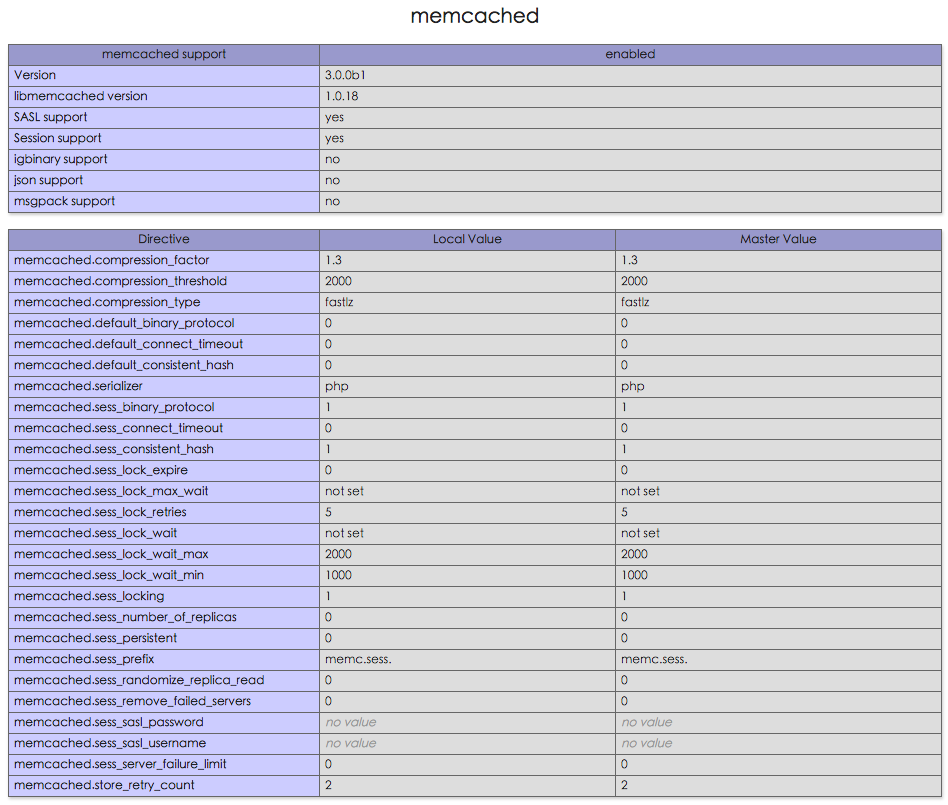 memcached
memcached support enabled
Version 3.0.0b1
libmemcached version 1.0.18
SASL support yes
Session support yes
igbinary support no
json support no
msgpack support no
Directive Local Value Master Value
memcached.compression_factor 1.3 1.3
memcached.compression_threshold 2000 2000
memcached.compression_type fastlz fastlz
memcached.default_binary_protocol 0 0
memcached.default_connect_timeout 0 0
memcached.default_consistent_hash 0 0
memcached.serializer php php
memcached.sess_binary_protocol 1 1
memcached.sess_connect_timeout 0 0
memcached.sess_consistent_hash 1 1
memcached.sess_lock_expire 0 0
memcached.sess_lock_max_wait not set not set
memcached.sess_lock_retries 5 5
memcached.sess_lock_wait not set not set
memcached.sess_lock_wait_max 2000 2000
memcached.sess_lock_wait_min 1000 1000
memcached.sess_locking 1 1
memcached.sess_number_of_replicas 0 0
memcached.sess_persistent 0 0
memcached.sess_prefix memc.sess. memc.sess.
memcached.sess_randomize_replica_read 0 0
memcached.sess_remove_failed_servers 0 0
memcached.sess_sasl_password no value no value
memcached.sess_sasl_username no value no value
memcached.sess_server_failure_limit 0 0
memcached.store_retry_count 2 2